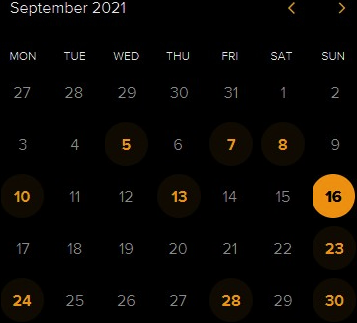 September 2021
MON TUE WED THU FRI SAT SUN
27 28 29 30 31 1 2
3 4 5 6 7 8 9
10 11 12 13 14 15 16
17 18 19 20 21 22 23
24 25 26 27 28 29 30